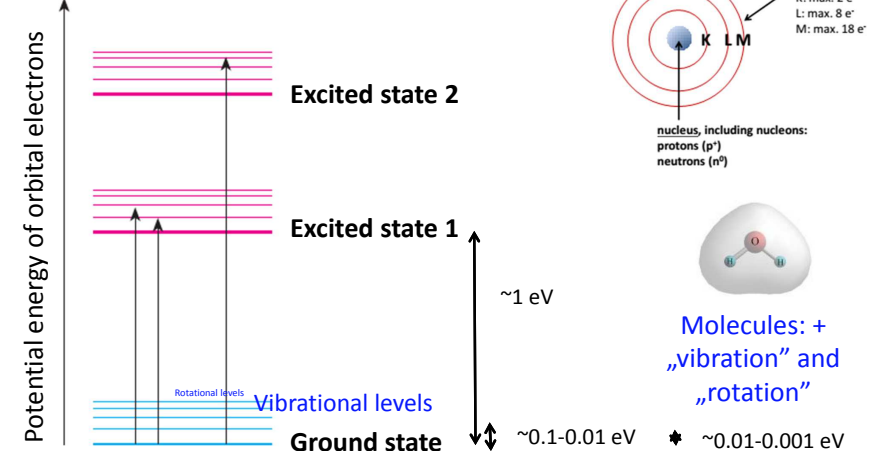 Potential energy of orbital electrons
Excited state 2
Excited state 1
~1 eV
Rotational levels
Vibrational levels
Ground state
~0.1-0.01 eV
~0.01-0.001 eV
L: max. 8 e-
M: max. 18 e-
K L M
nucleus, including nucleons:
protons (p+)
neutrons (n0)
O
H H
Molecules: +
„vibration” and
„rotation”